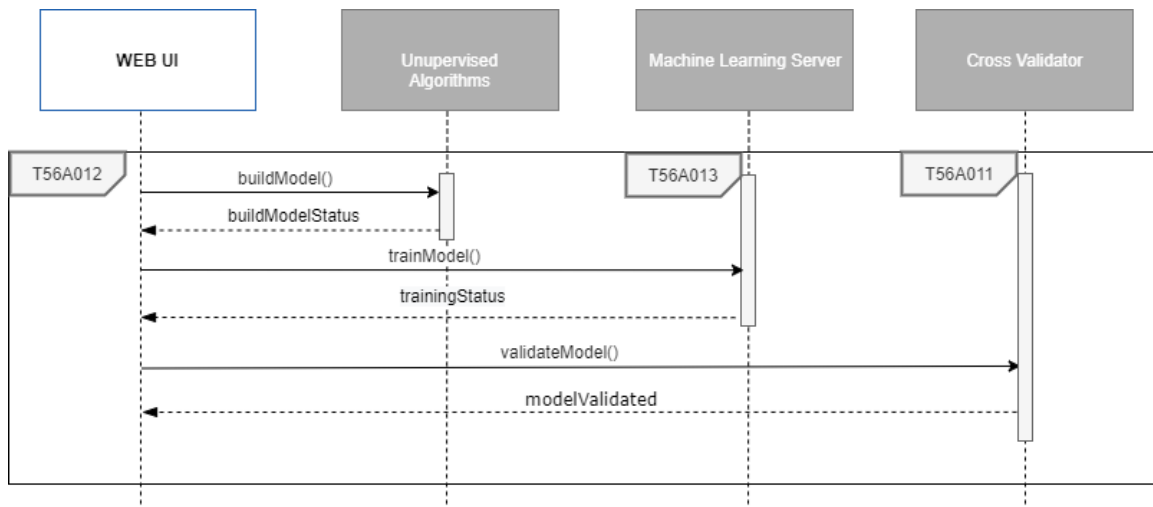 WEB UI
Unupervised
Algorithms
Machine Learning Server
Cross Validator
T56A012
T56A013
T56A011
buildModel()
buildModelStatus
trainModel()
trainingStatus
validateModel()
modelValidated